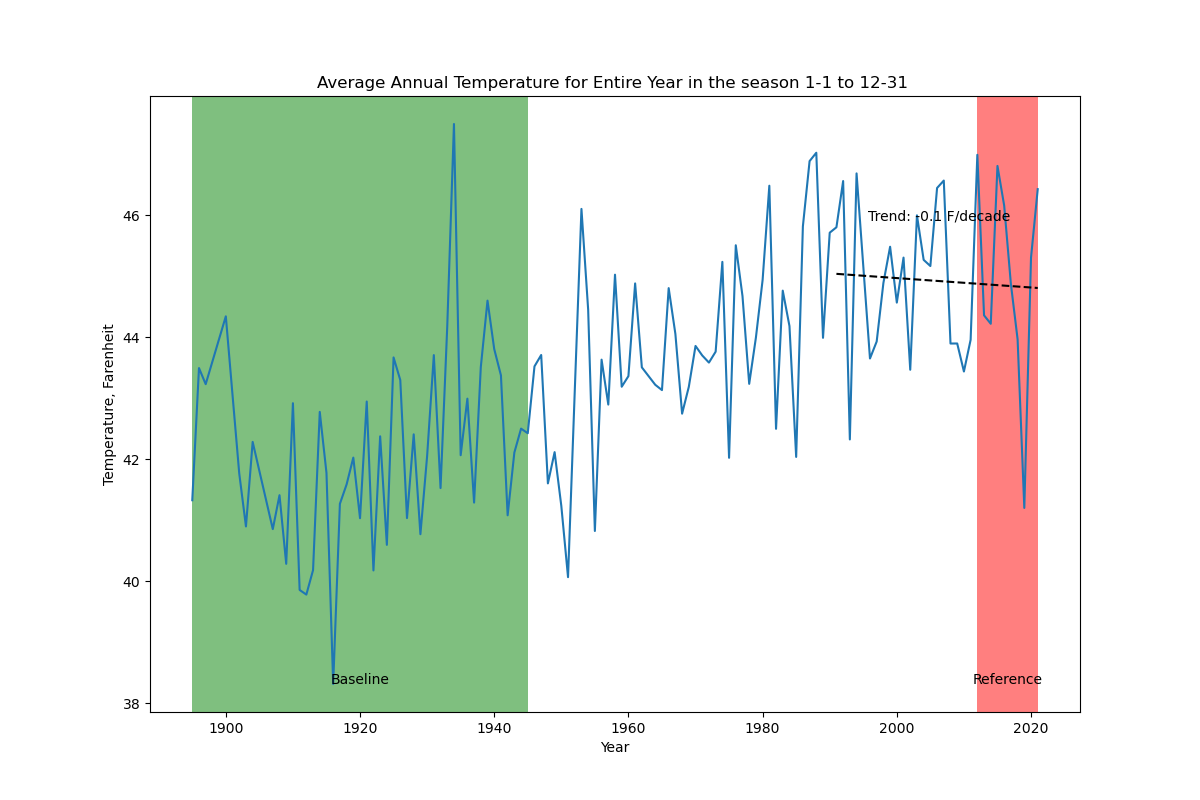 Average Annual Temperature for Entire Year in the season 1-1 to 12-31
Temperature, Farenheit
46
44
42
40
38
Trend: -0.1 F/decade
Baseline
Reference
1900
1920
1940
1960
1980
2000
2020
Year